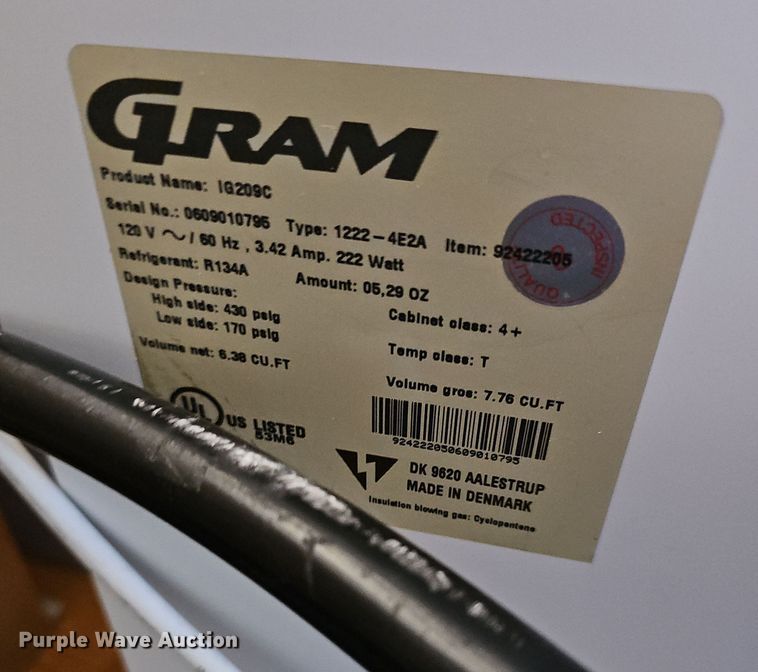 GRAM
Product Name: IG209C
Serial No.: 0609010795 Type: 1222-4E2A Item: 92422205
120 V ~/ 60 Hz , 3.42 Amp. 222 Watt
Refrigerant: R134A Amount: 05,29 OZ
Design Pressure:
High side: 430 psig
Low side: 170 psig
Cabinet class: 4+
Temp class: T
Volume net: 6.38 CU.FT
Volume gros: 7.76 CU.FT
UL US LISTED
53M6
924222050609010795
DK 9620 AALESTRUP
MADE IN DENMARK
Insulation blowing gas: Cyclopentane
INSPECTED
Purple Wave Auction